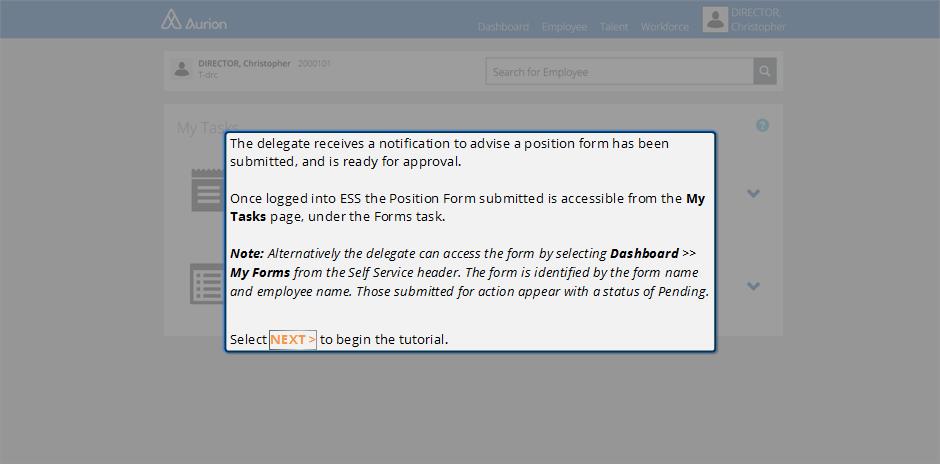 Aurion
Dashboard Employee Talent Workforce
DIRECTOR,
Christopher
DIRECTOR, Christopher 2000101
T-drc
Search for Employee
My Tasks
The delegate receives a notification to advise a position form has been
submitted, and is ready for approval.
Once logged into ESS the Position Form submitted is accessible from the My
Tasks page, under the Forms task.
Note: Alternatively the delegate can access the form by selecting Dashboard >>
My Forms from the Self Service header. The form is identified by the form name
and employee name. Those submitted for action appear with a status of Pending.
Select NEXT > to begin the tutorial.